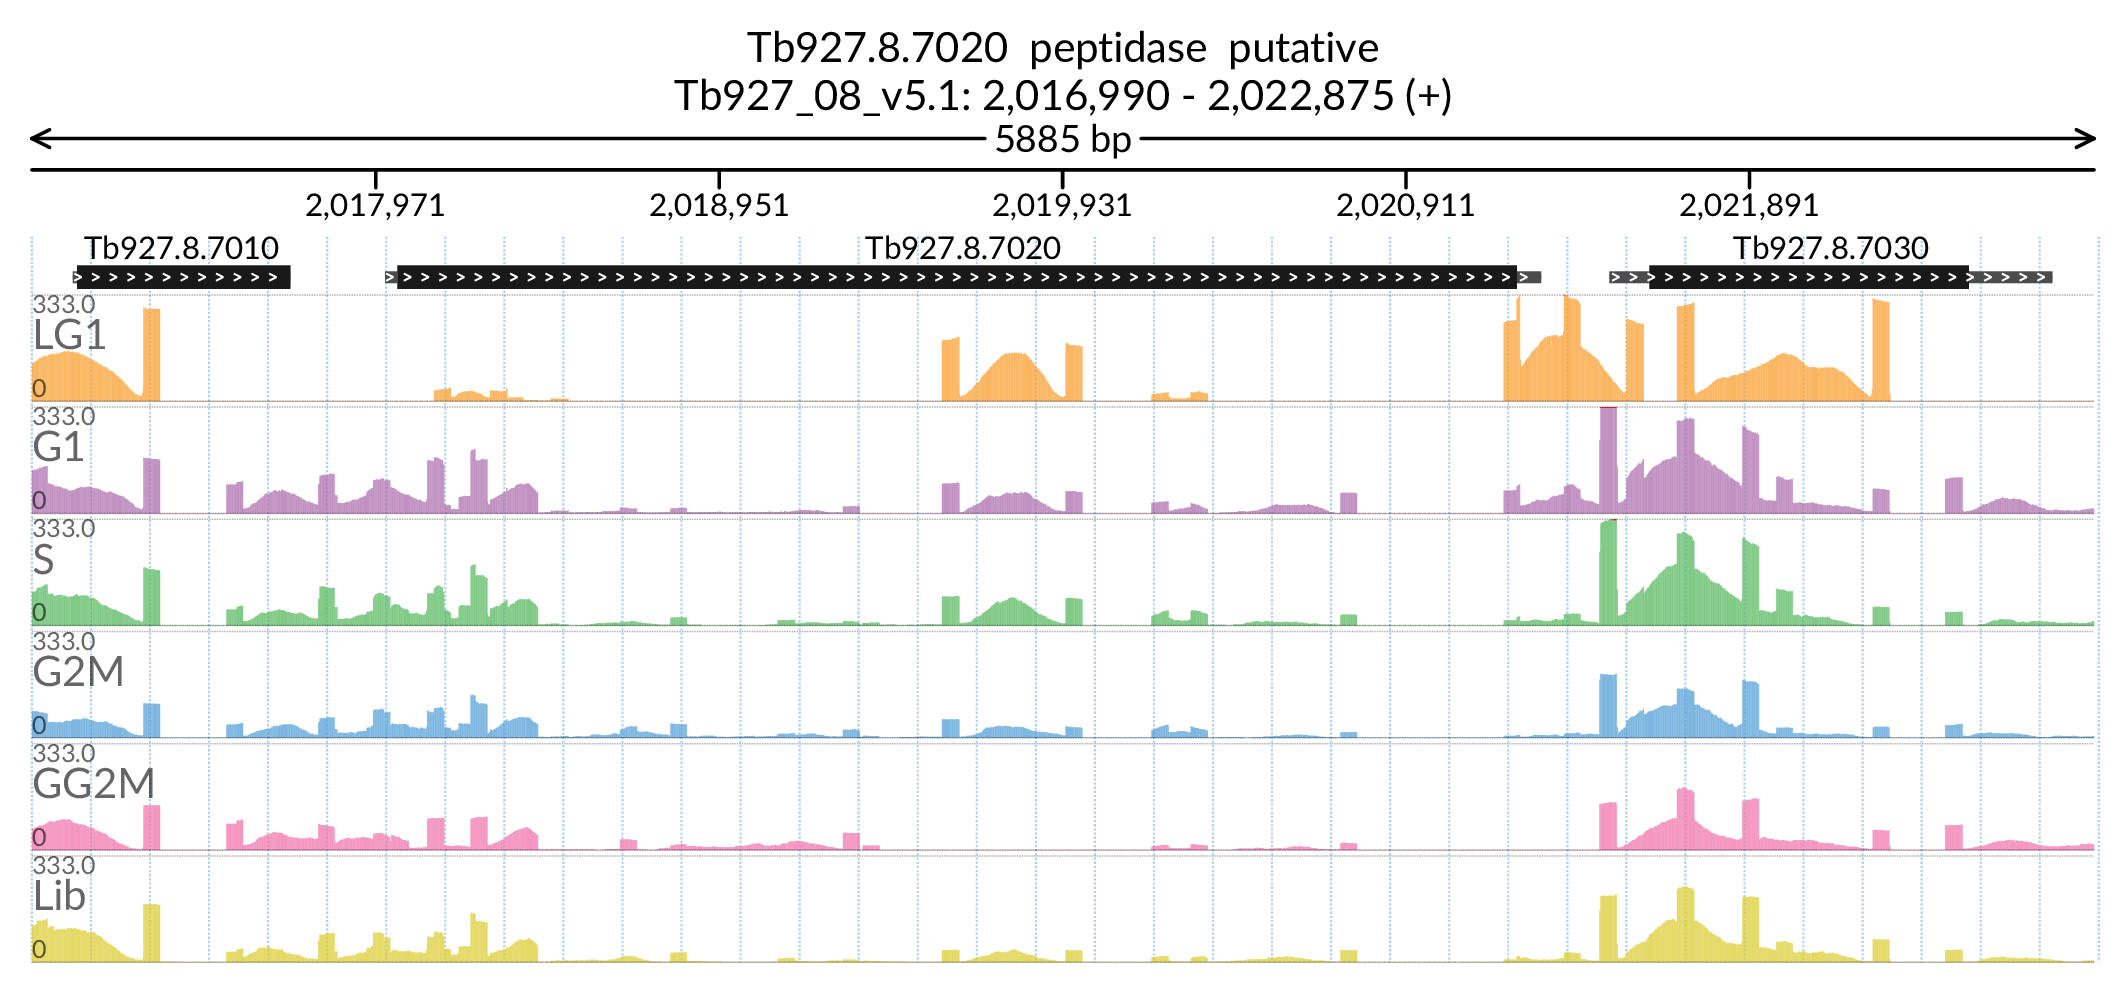 Tb927.8.7020 peptidase putative
Tb927_08_v5.1: 2,016,990 - 2,022,875 (+)
5885 bp
2,017,971 2,018,951 2,019,931 2,020,911 2,021,891
Tb927.8.7010 Tb927.8.7020 Tb927.8.7030
333.0
LG1
0
333.0
G1
0
333.0
S
0
333.0
G2M
0
333.0
GG2M
0
333.0
Lib
0